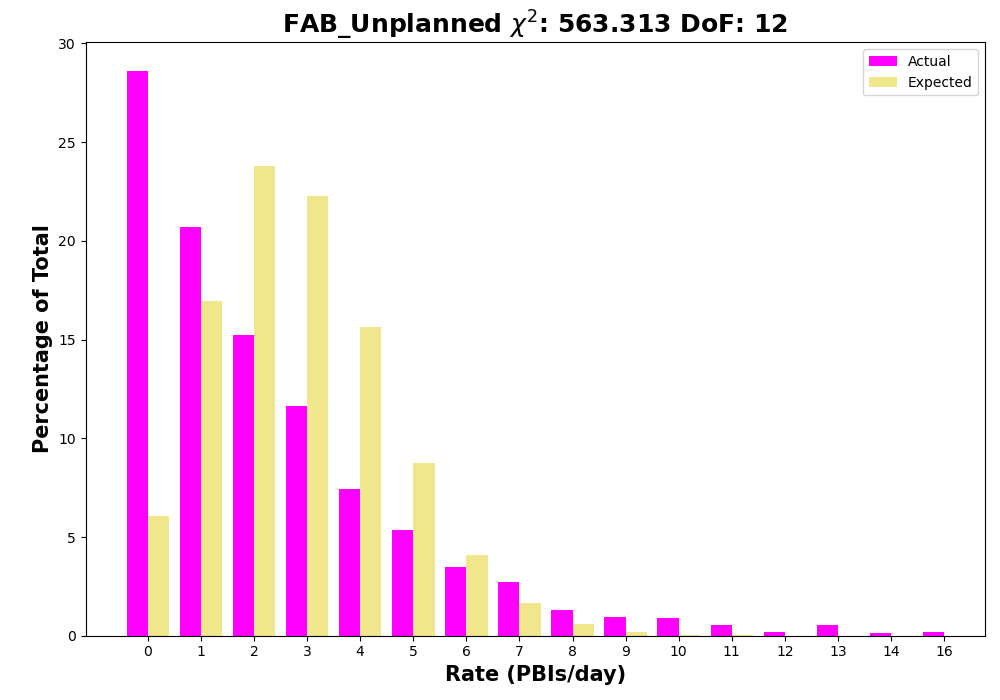 FAB_Unplanned χ²: 563.313 DoF: 12
Actual
Expected
Percentage of Total
30
25
20
15
10
5
0
0 1 2 3 4 5 6 7 8 9 10 11 12 13 14 16
Rate (PBIs/day)